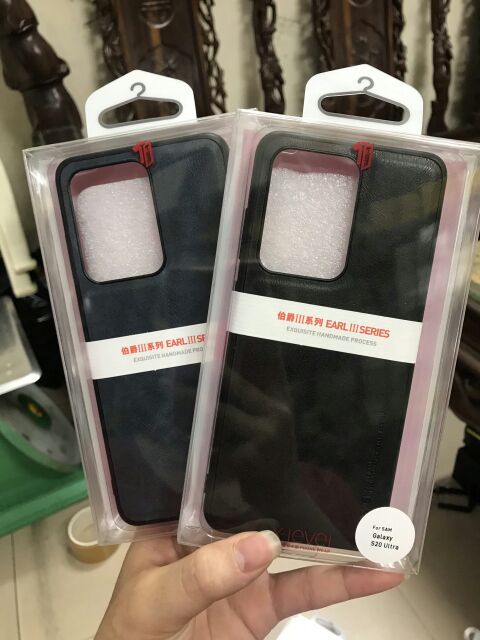 伯爵III系列 EARL III SERIES
EXQUISITE HANDMADE PROCESS
伯爵III系列 EARL III SERIES
EXQUISITE HANDMADE PROCESS
For SAM
Galaxy
S20 Ultra